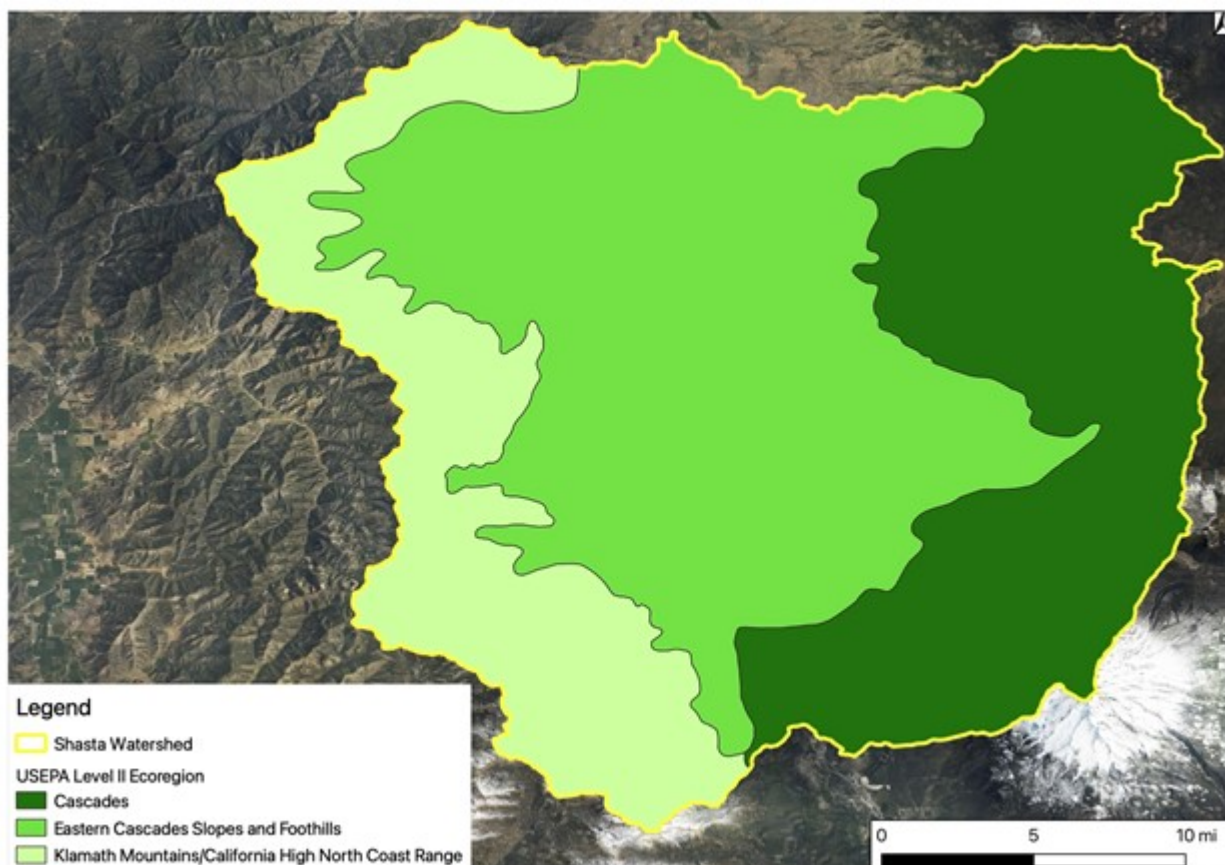 Legend
Shasta Watershed
USEPA Level II Ecoregion
Cascades
Eastern Cascades Slopes and Foothills
Klamath Mountains/California High North Coast Range
0 5 10 mi